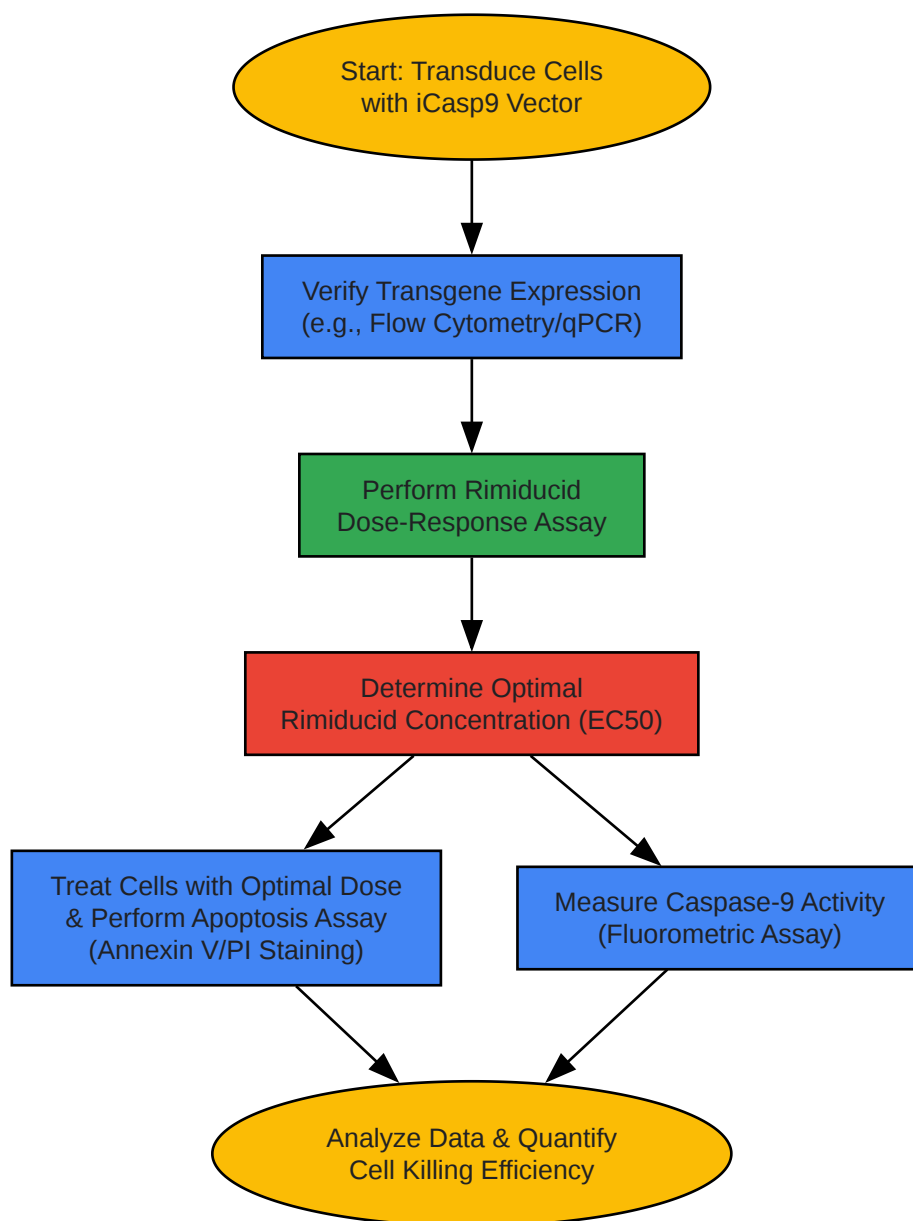 Start: Transduce Cells
with iCasp9 Vector
Verify Transgene Expression
(e.g., Flow Cytometry/qPCR)
Perform Rimiducid
Dose-Response Assay
Determine Optimal
Rimiducid Concentration (EC50)
Treat Cells with Optimal Dose
& Perform Apoptosis Assay
(Annexin V/PI Staining)
Measure Caspase-9 Activity
(Fluorometric Assay)
Analyze Data & Quantify
Cell Killing Efficiency